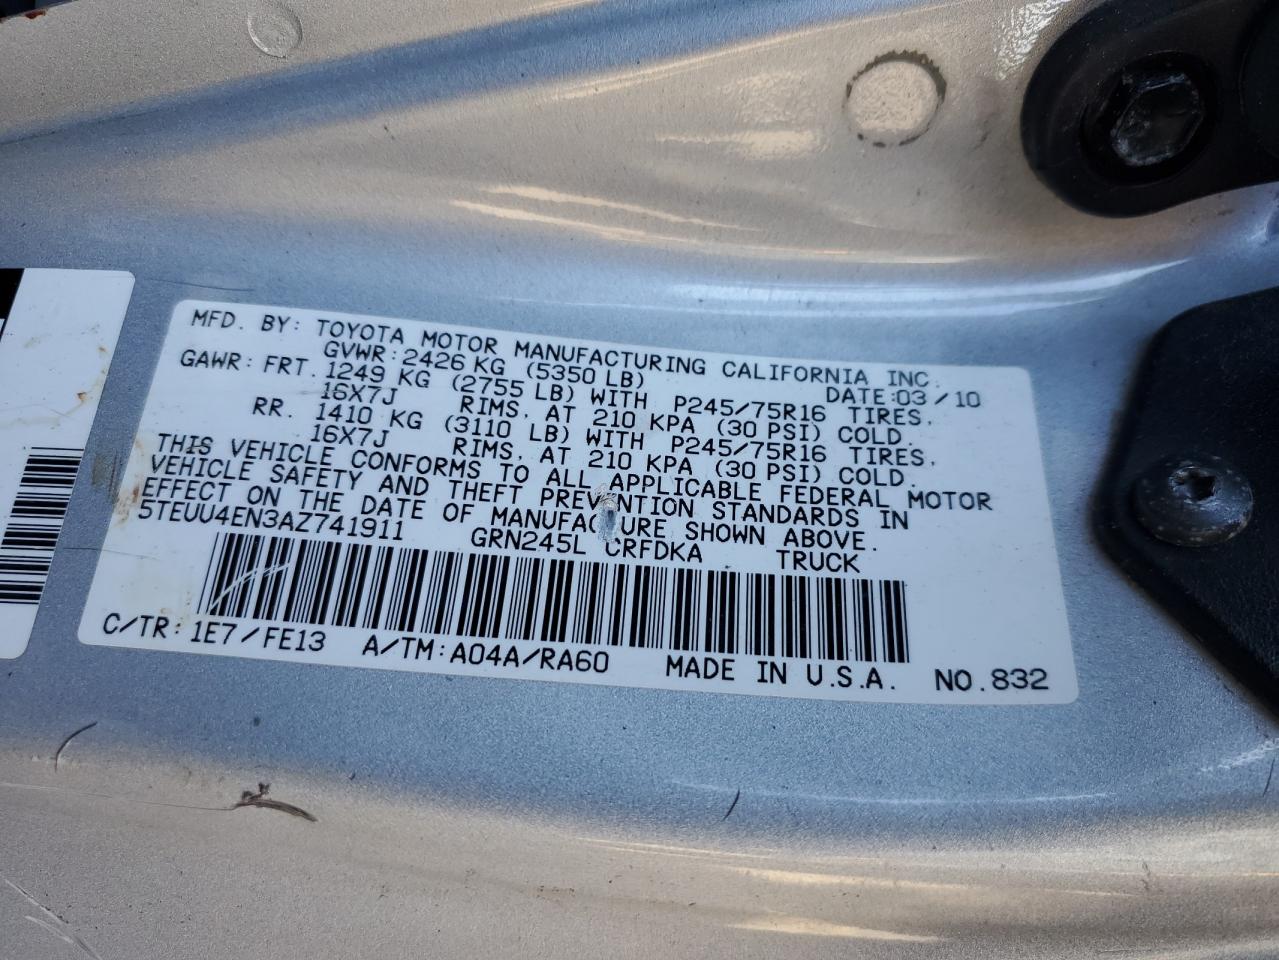 MFD. BY: TOYOTA MOTOR MANUFACTURING CALIFORNIA INC.
GVWR: 2426 KG (5350 LB) DATE: 03/10
GAWR: FRT. 1249 KG (2755 LB) WITH P245/75R16 TIRES,
16X7J RIMS, AT 210 KPA (30 PSI) COLD.
RR. 1410 KG (3110 LB) WITH P245/75R16 TIRES,
16X7J RIMS, AT 210 KPA (30 PSI) COLD.
THIS VEHICLE CONFORMS TO ALL APPLICABLE FEDERAL MOTOR
VEHICLE SAFETY AND THEFT PREVENTION STANDARDS IN
EFFECT ON THE DATE OF MANUFACTURE SHOWN ABOVE.
5TEUU4EN3AZ741911 GRN245L CRFDKA TRUCK
C/TR: 1E7/FE13 A/TM: A04A/RA60 MADE IN U.S.A. NO.832